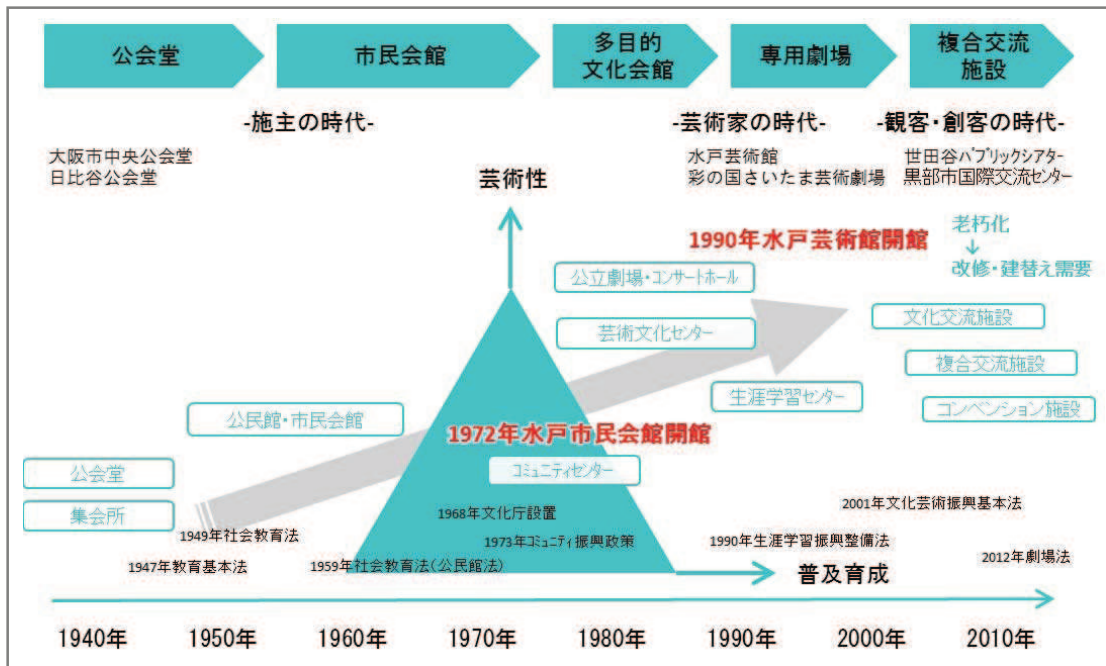 公会堂
市民会館
多目的
文化会館
専用劇場
複合交流
施設
-施主の時代-
-芸術家の時代-
-観客・創客の時代-
大阪市中央公会堂
日比谷公会堂
水戸芸術館
彩の国さいたま芸術劇場
世田谷パブリックシアター
黒部市国際交流センター
芸術性
1990年水戸芸術館開館
老朽化
↓
改修・建替え需要
公立劇場・コンサートホール
文化交流施設
芸術文化センター
複合交流施設
生涯学習センター
コンベンション施設
公民館・市民会館
1972年水戸市民会館開館
公会堂
コミュニティセンター
集会所
2001年文化芸術振興基本法
1968年文化庁設置
1949年社会教育法
1973年コミュニティ振興政策
1990年生涯学習振興整備法
2012年劇場法
1947年教育基本法
1959年社会教育法(公民館法)
普及育成
1940年
1950年
1960年
1970年
1980年
1990年
2000年
2010年